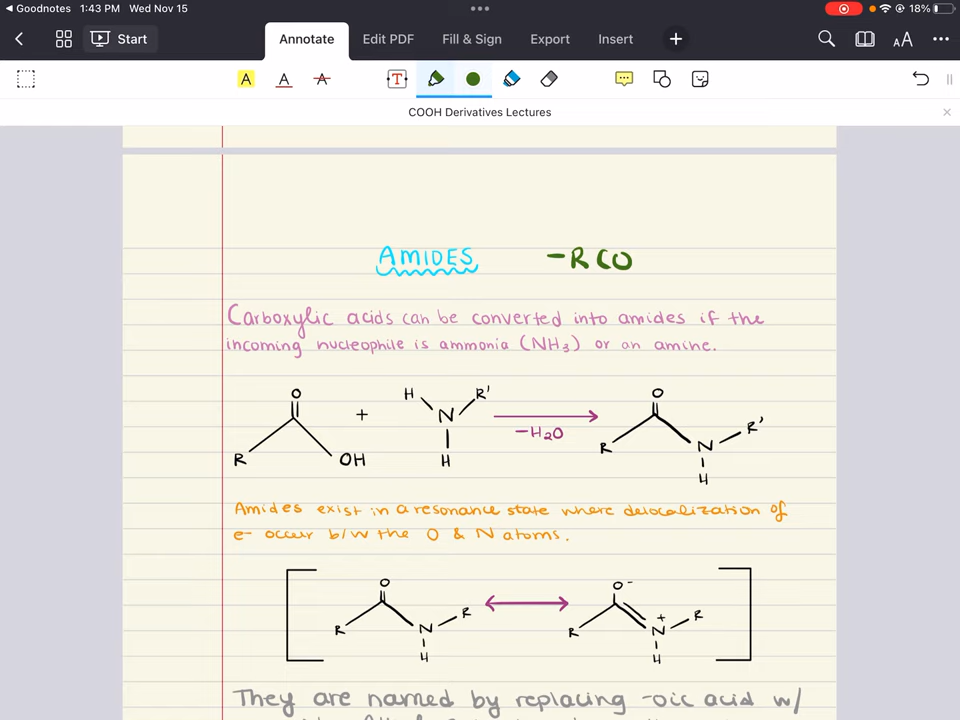 Goodnotes 1:43 PM Wed Nov 15 18%
Start Annotate Edit PDF Fill & Sign Export Insert + AA
A A A T
COOH Derivatives Lectures ×
AMIDES -RCO
Carboxylic acids can be converted into amides if the
incoming nucleophile is ammonia (NH3) or an amine.
O H R' O
+ N R'
R OH H -H2O R N
H
Amides exist in a resonance state where delocalization of
e- occur b/w the O & N atoms.
O O-
R N R R N+ R
H H
They are named by replacing -oic acid w/